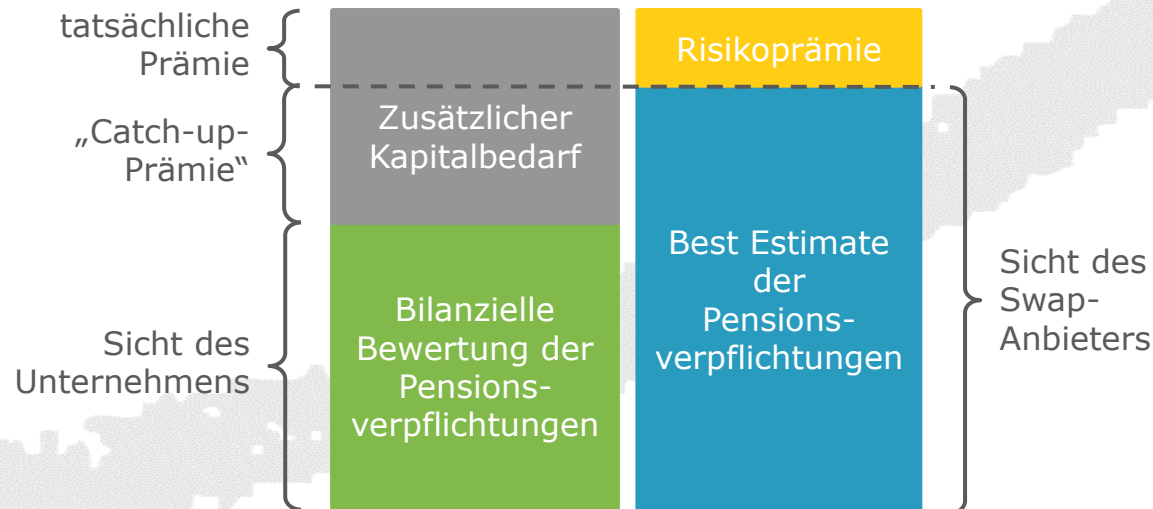 tatsächliche
Prämie
„Catch-up-
Prämie“
Sicht des
Unternehmens
Zusätzlicher
Kapitalbedarf
Bilanzielle
Bewertung der
Pensions-
verpflichtungen
Risikoprämie
Best Estimate
der
Pensions-
verpflichtungen
Sicht des
Swap-
Anbieters